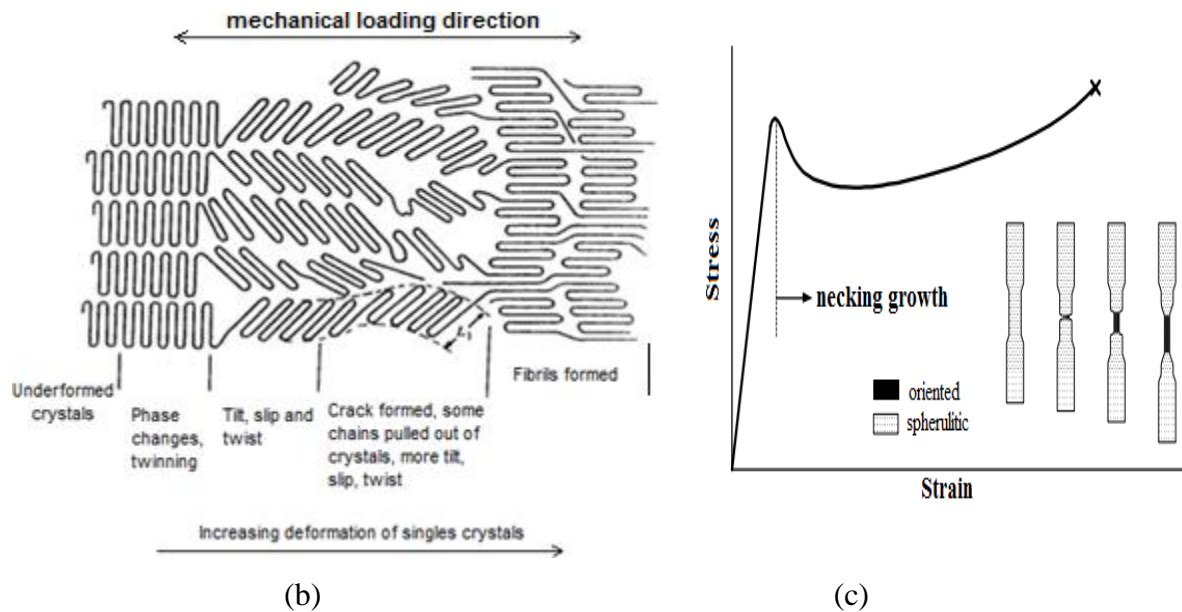 mechanical loading direction
L₁
Underformed
crystals
Phase
changes,
twinning
Tilt, slip and
twist
Crack formed, some
chains pulled out of
crystals, more tilt,
slip, twist
Fibrils formed
Increasing deformation of singles crystals
(b)
Stress
necking growth
oriented
spherulitic
Strain
(c)